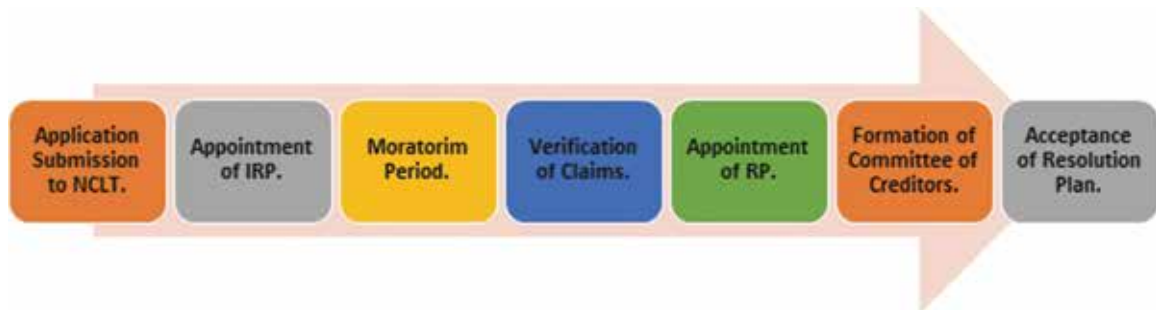 Application
Submission
to NCLT.
Appointment
of IRP.
Moratorim
Period.
Verification
of Claims.
Appointment
of RP.
Formation of
Committee of
Creditors.
Acceptance
of Resolution
Plan.